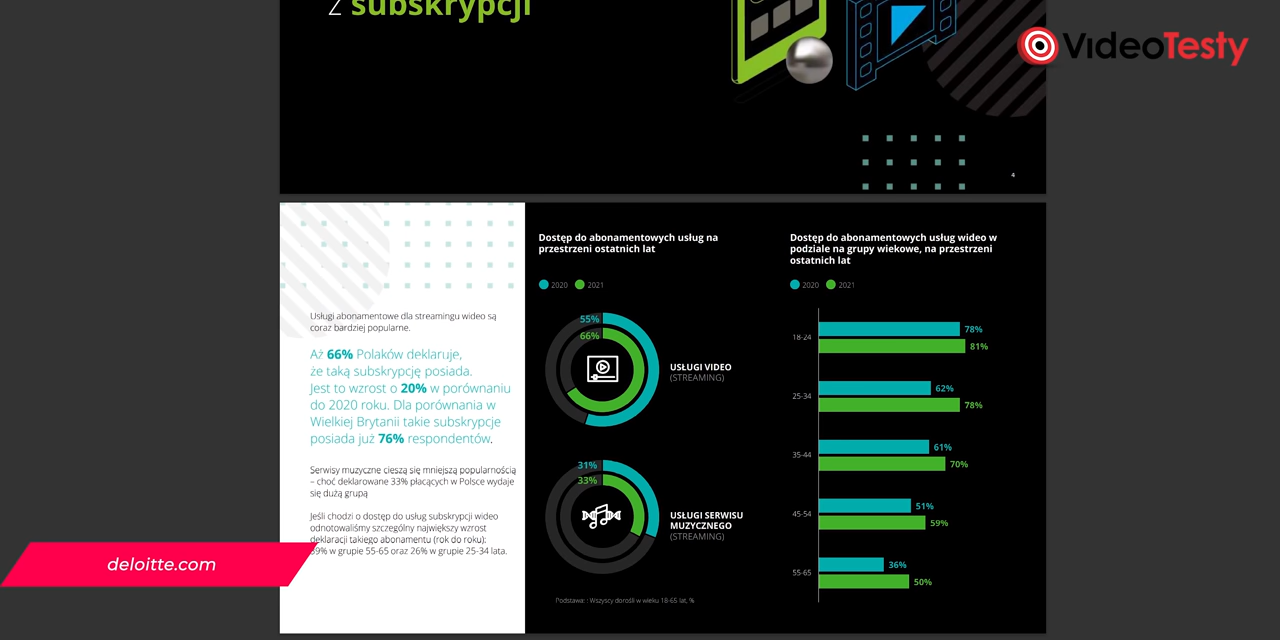 z subskrypcji
VideoTesty
4
Usługi abonamentowe dla streamingu wideo są
coraz bardziej popularne.
Aż 66% Polaków deklaruje,
że taką subskrypcję posiada.
Jest to wzrost o 20% w porównaniu
do 2020 roku. Dla porównania w
Wielkiej Brytanii takie subskrypcje
posiada już 76% respondentów.
Serwisy muzyczne cieszą się mniejszą popularnością
– choć deklarowane 33% płacących w Polsce wydaje
się dużą grupą
Jeśli chodzi o dostęp do usług subskrypcji wideo
odnotowaliśmy szczególny największy wzrost
deklaracji takiego abonamentu (rok do roku):
39% w grupie 55-65 oraz 26% w grupie 25-34 lata.
deloitte.com
Dostęp do abonamentowych usług na
przestrzeni ostatnich lat
2020 2021
55%
66%
USŁUGI VIDEO
(STREAMING)
31%
33%
USŁUGI SERWISU
MUZYCZNEGO
(STREAMING)
Podstawa: : Wszyscy dorośli w wieku 18-65 lat, %
Dostęp do abonamentowych usług wideo w
podziale na grupy wiekowe, na przestrzeni
ostatnich lat
2020 2021
18-24 78%
81%
25-34 62%
78%
35-44 61%
70%
45-54 51%
59%
55-65 36%
50%